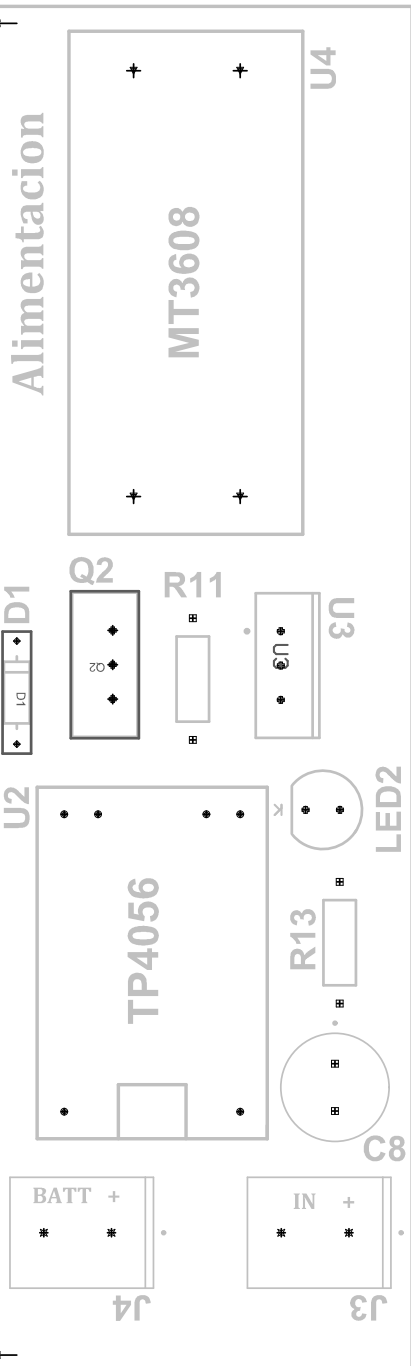 U4
Alimentacion
MT3608
Q2
R11
D1
U3
Q2
U3
D1
U2
K
LED2
TP4056
R13
C8
BATT +
IN +
J4
J3